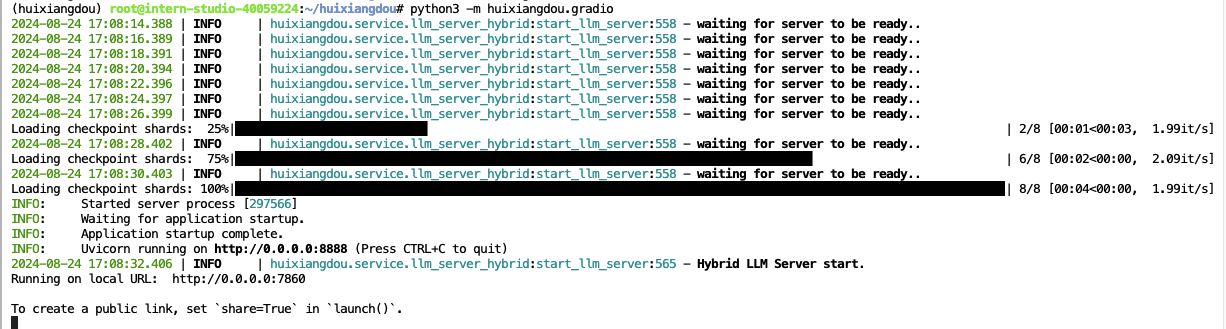 (huixiangdou) root@intern-studio-40059224:~/huixiangdou# python3 -m huixiangdou.gradio
2024-08-24 17:08:14.388 | INFO     | huixiangdou.service.llm_server_hybrid:start_llm_server:558 - waiting for server to be ready..
2024-08-24 17:08:16.389 | INFO     | huixiangdou.service.llm_server_hybrid:start_llm_server:558 - waiting for server to be ready..
2024-08-24 17:08:18.391 | INFO     | huixiangdou.service.llm_server_hybrid:start_llm_server:558 - waiting for server to be ready..
2024-08-24 17:08:20.394 | INFO     | huixiangdou.service.llm_server_hybrid:start_llm_server:558 - waiting for server to be ready..
2024-08-24 17:08:22.396 | INFO     | huixiangdou.service.llm_server_hybrid:start_llm_server:558 - waiting for server to be ready..
2024-08-24 17:08:24.397 | INFO     | huixiangdou.service.llm_server_hybrid:start_llm_server:558 - waiting for server to be ready..
2024-08-24 17:08:26.399 | INFO     | huixiangdou.service.llm_server_hybrid:start_llm_server:558 - waiting for server to be ready..
Loading checkpoint shards:  25%| | 2/8 [00:01<00:03,  1.99it/s]
2024-08-24 17:08:28.402 | INFO     | huixiangdou.service.llm_server_hybrid:start_llm_server:558 - waiting for server to be ready..
Loading checkpoint shards:  75%| | 6/8 [00:02<00:00,  2.09it/s]
2024-08-24 17:08:30.403 | INFO     | huixiangdou.service.llm_server_hybrid:start_llm_server:558 - waiting for server to be ready..
Loading checkpoint shards: 100%| | 8/8 [00:04<00:00,  1.99it/s]
INFO:     Started server process [297566]
INFO:     Waiting for application startup.
INFO:     Application startup complete.
INFO:     Uvicorn running on http://0.0.0.0:8888 (Press CTRL+C to quit)
2024-08-24 17:08:32.406 | INFO     | huixiangdou.service.llm_server_hybrid:start_llm_server:565 - Hybrid LLM Server start.
Running on local URL:  http://0.0.0.0:7860
To create a public link, set `share=True` in `launch()`.